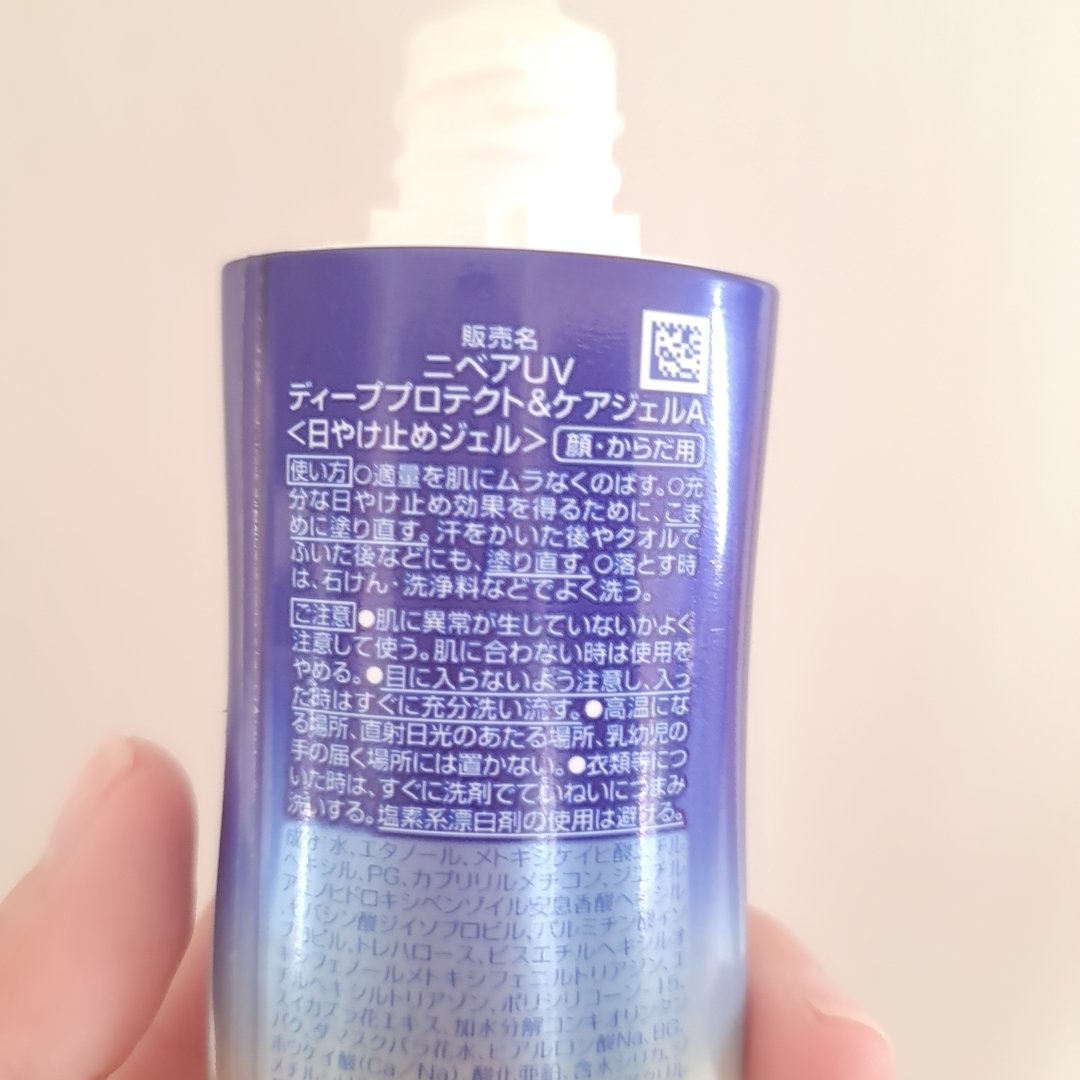 販売名
ニベアUV
ディーププロテクト&ケアジェルA
<日やけ止めジェル> 顔・からだ用
使い方 ○適量を肌にムラなくのばす。○充
分な日やけ止め効果を得るために、こま
めに塗り直す。汗をかいた後やタオルで
ふいた後などにも、塗り直す。○落とす時
は、石けん・洗浄料などでよく洗う。
ご注意 ●肌に異常が生じていないかよく
注意して使う。肌に合わない時は使用を
やめる。●目に入らないよう注意し、入っ
た時はすぐに充分洗い流す。●高温にな
る場所、直射日光のあたる場所、乳幼児の
手の届く場所には置かない。●衣類等につ
いた時は、すぐに洗剤でていねいにつまみ
洗いする。塩素系漂白剤の使用は避ける。
成分 水、エタノール、メトキシケイヒ酸エチル
ヘキシル、PG、カプリリルメチコン、ジエチル
アミノヒドロキシベンゾイル安息香酸ヘキシル
、セバシン酸ジイソプロピル、パルミチン酸イソ
プロピル、トレハロース、ビスエチルヘキシルオ
キシフェノールメトキシフェニルトリアジン、エ
チルヘキシルトリアゾン、ポリシリコーン-15、
スイカズラ花エキス、加水分解コンキオリンタン
パク、ダマスクバラ花水、ヒアルロン酸Na、BG、
ホウケイ酸(Ca/Na)、酸化亜鉛、含水シリカ、ジ